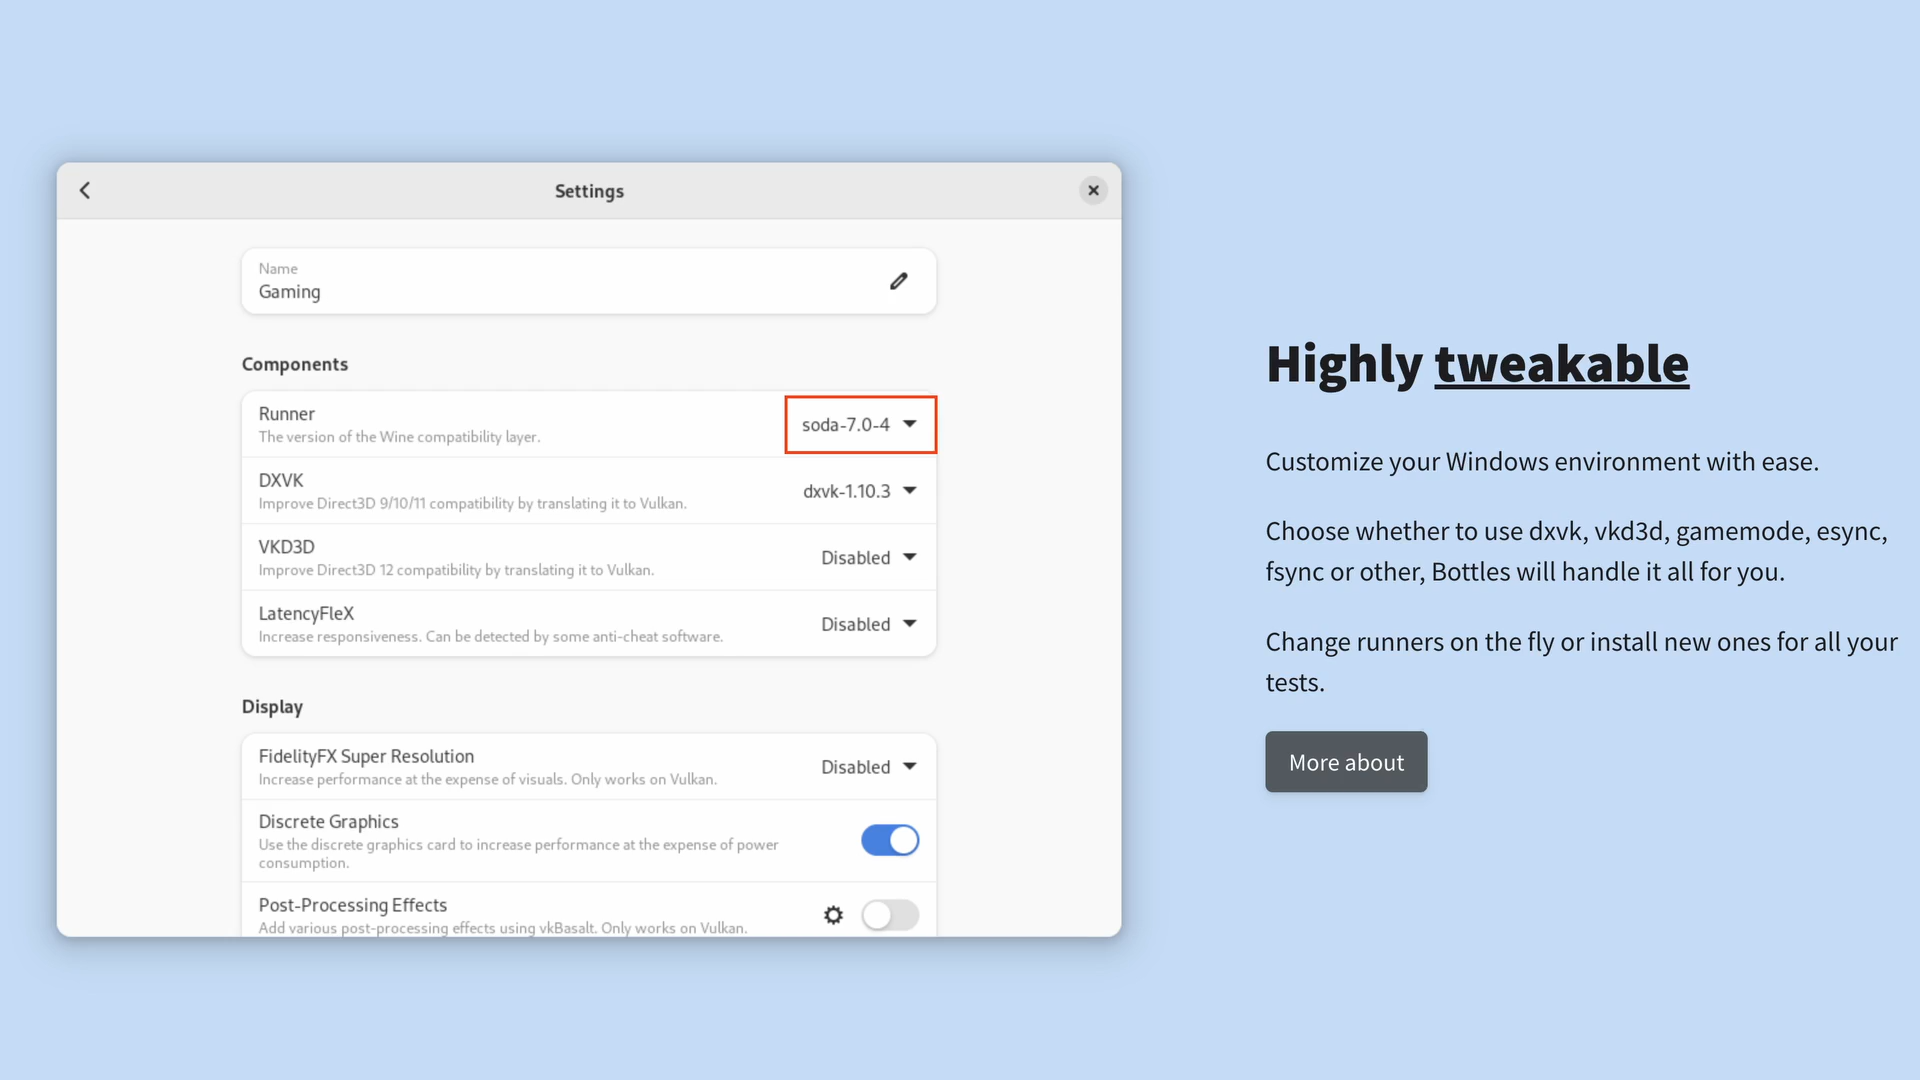 Settings
Name
Gaming
Components
Runner
The version of the Wine compatibility layer.
soda-7.0-4
DXVK
Improve Direct3D 9/10/11 compatibility by translating it to Vulkan.
dxvk-1.10.3
VKD3D
Improve Direct3D 12 compatibility by translating it to Vulkan.
Disabled
LatencyFleX
Increase responsiveness. Can be detected by some anti-cheat software.
Disabled
Display
FidelityFX Super Resolution
Increase performance at the expense of visuals. Only works on Vulkan.
Disabled
Discrete Graphics
Use the discrete graphics card to increase performance at the expense of power
consumption.
Post-Processing Effects
Add various post-processing effects using vkBasalt. Only works on Vulkan.
Highly tweakable
Customize your Windows environment with ease.
Choose whether to use dxvk, vkd3d, gamemode, esync,
fsync or other, Bottles will handle it all for you.
Change runners on the fly or install new ones for all your
tests.
More about